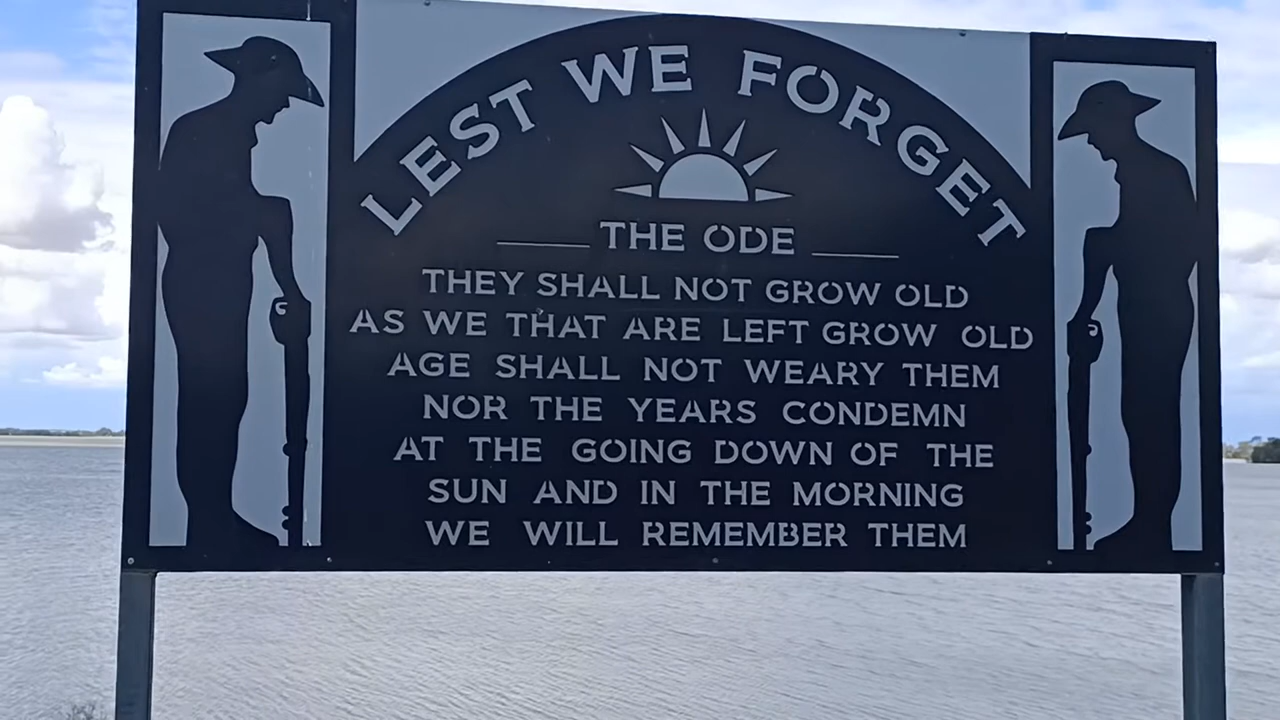 LEST WE FORGET
THE ODE
THEY SHALL NOT GROW OLD
AS WE THAT ARE LEFT GROW OLD
AGE SHALL NOT WEARY THEM
NOR THE YEARS CONDEMN
AT THE GOING DOWN OF THE
SUN AND IN THE MORNING
WE WILL REMEMBER THEM